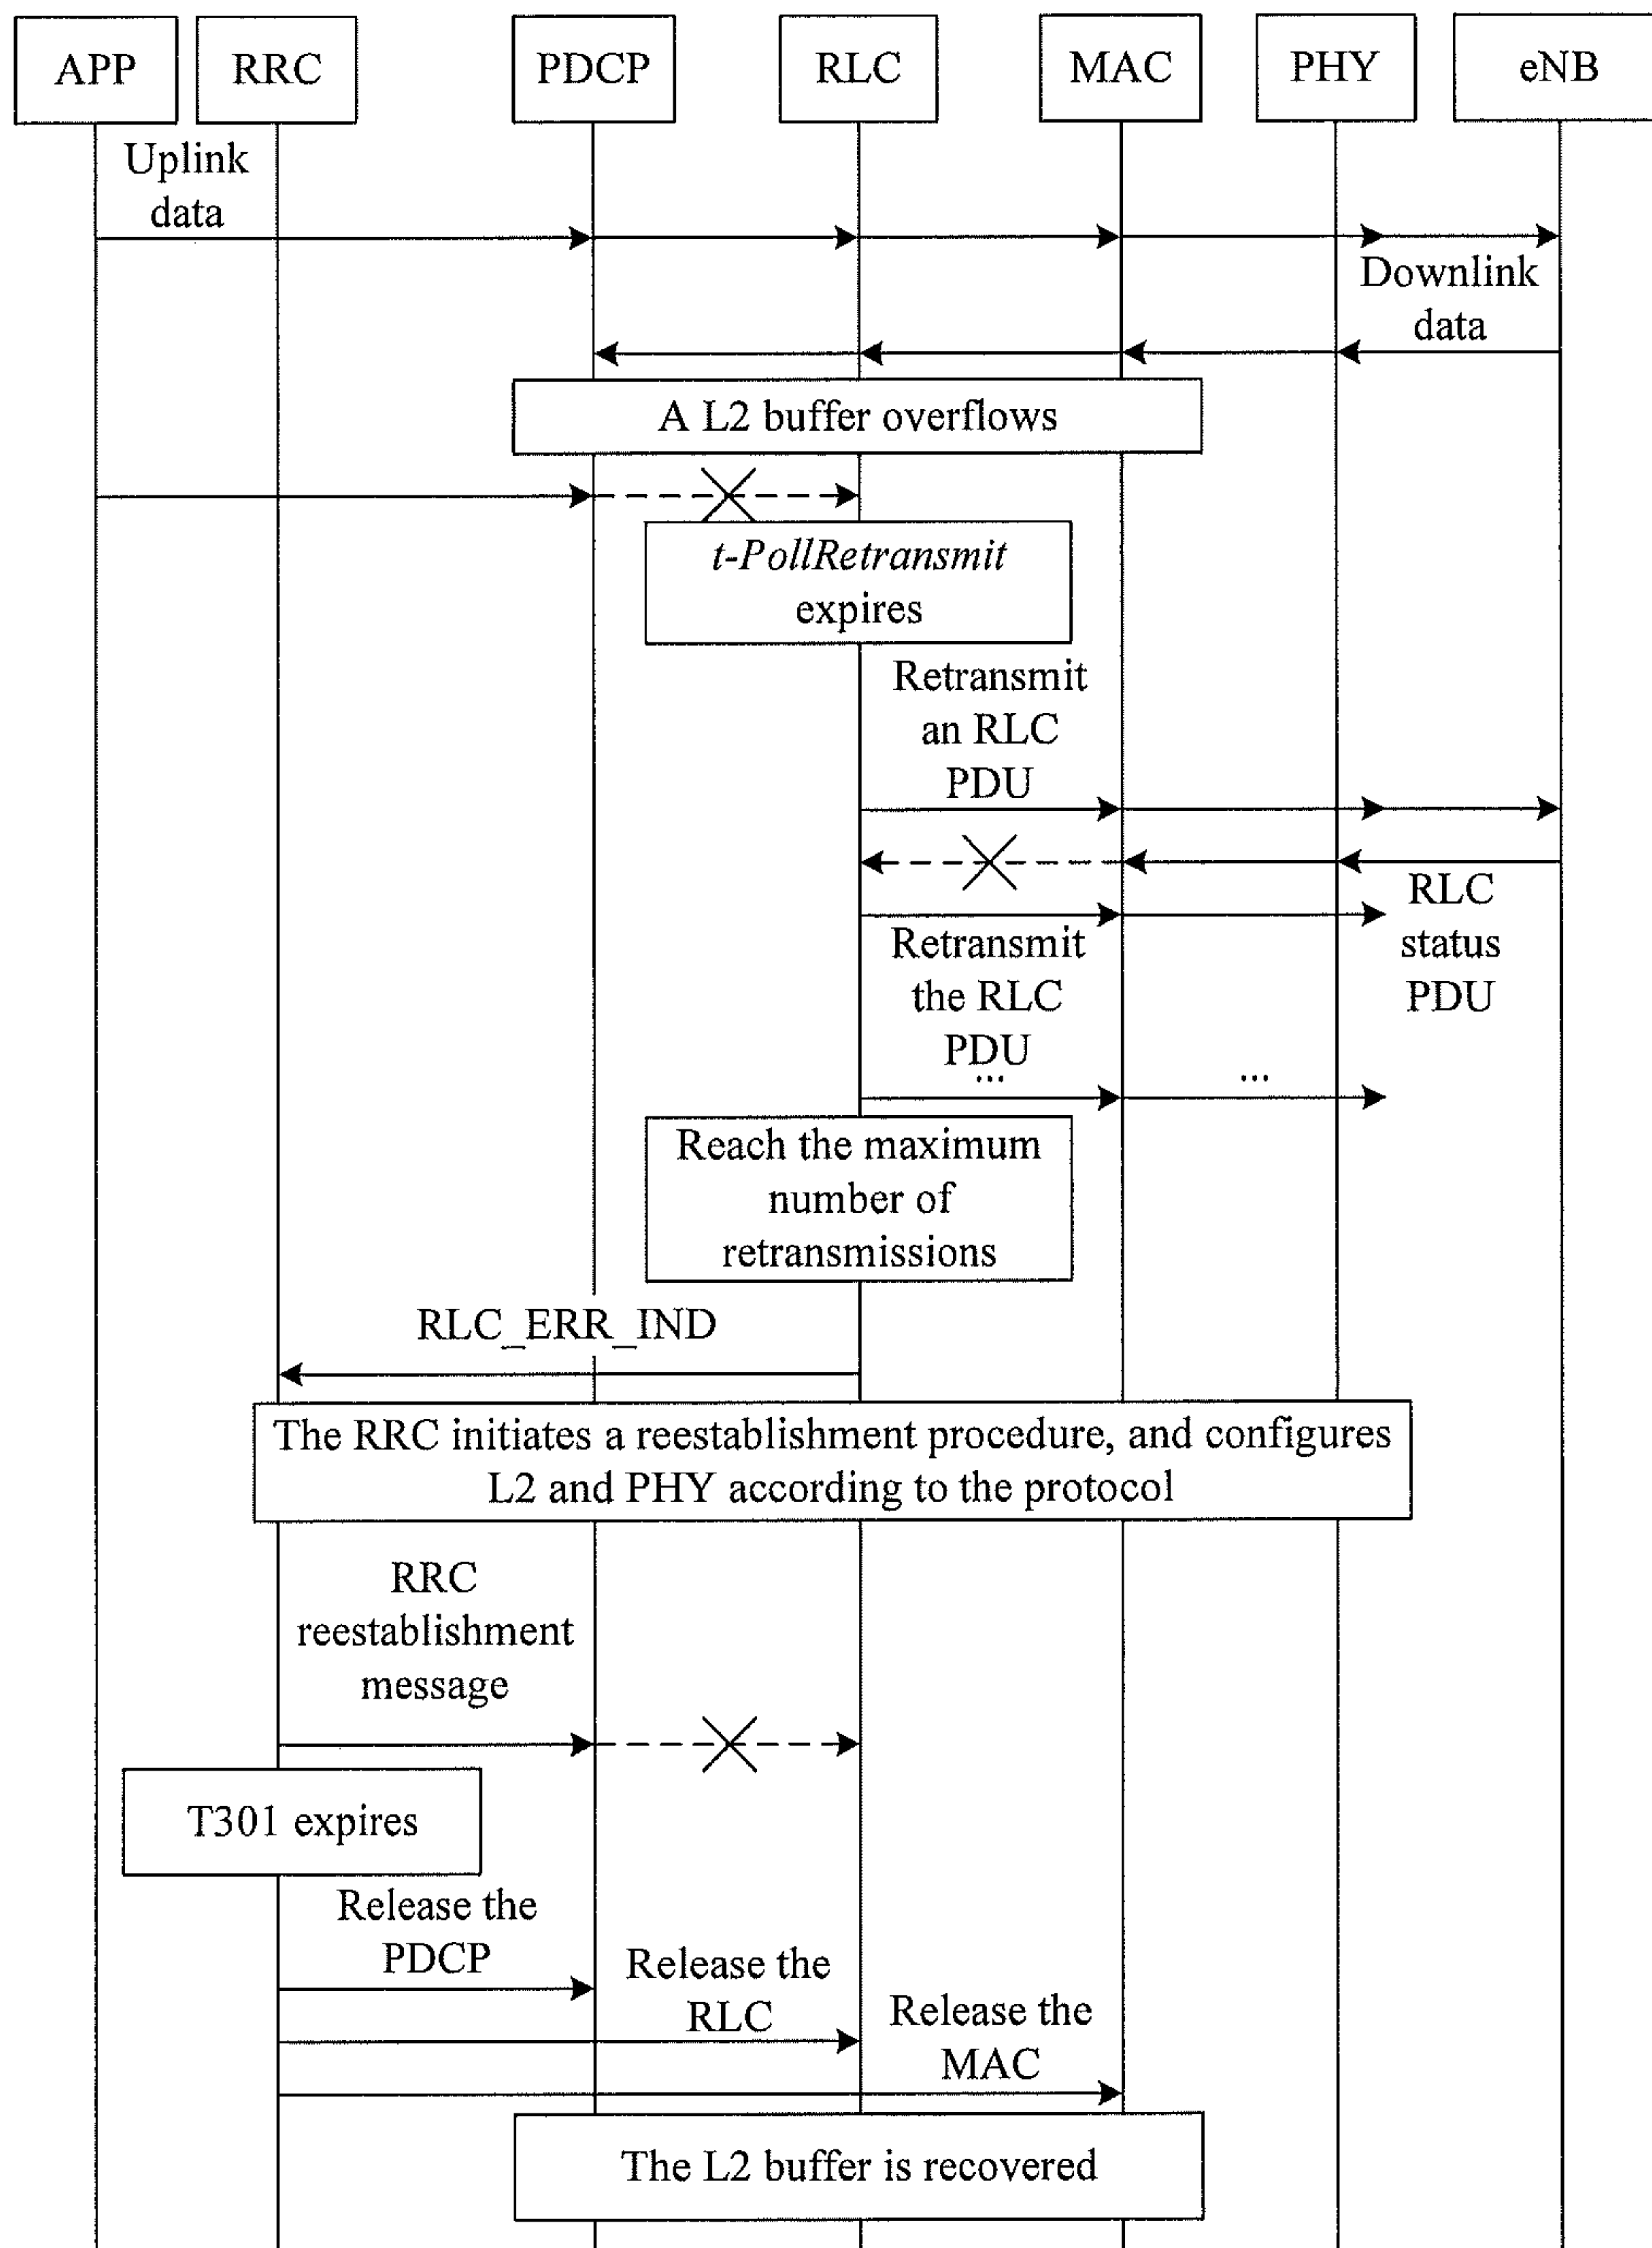 APP
RRC
PDCP
RLC
MAC
PHY
eNB
Uplink
data
Downlink
data
A L2 buffer overflows
t-PollRetransmit
expires
Retransmit
an RLC
PDU
RLC
status
PDU
Retransmit
the RLC
PDU
...
...
Reach the maximum
number of
retransmissions
RLC_ERR_IND
The RRC initiates a reestablishment procedure, and configures
L2 and PHY according to the protocol
RRC
reestablishment
message
T301 expires
Release the
PDCP
Release the
RLC
Release the
MAC
The L2 buffer is recovered